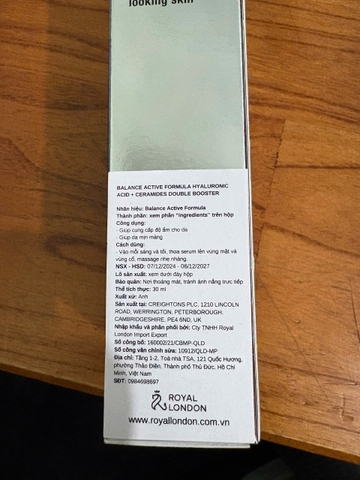 looking skin
BALANCE ACTIVE FORMULA HYALURONIC
ACID + CERAMIDES DOUBLE BOOSTER
Nhãn hiệu: Balance Active Formula
Thành phần: xem phần "Ingredients" trên hộp
Công dụng:
- Giúp cung cấp độ ẩm cho da
- Giúp da mịn màng
Cách dùng:
- Vào mỗi sáng và tối, thoa serum lên vùng mặt và
vùng cổ, massage nhẹ nhàng.
NSX - HSD: 07/12/2024 - 06/12/2027
Lô sản xuất: xem dưới đáy hộp
Bảo quản: Nơi thoáng mát, tránh ánh nắng trực tiếp
Thể tích thực: 30 ml
Xuất xứ: Anh
Sản xuất tại: CREIGHTONS PLC, 1210 LINCOLN
ROAD, WERRINGTON, PETERBOROUGH,
CAMBRIDGESHIRE, PE4 6ND, UK
Nhập khẩu và phân phối bởi: Cty TNHH Royal
London Import Export
Số công bố: 160002/21/CBMP-QLD
Số công văn chỉnh sửa: 10912/QLD-MP
Địa chỉ: Tầng 1-2, Toà nhà TSA, 121 Quốc Hương,
phường Thảo Điền, Thành phố Thủ Đức, Hồ Chí
Minh, Việt Nam
SĐT: 0984698697
ROYAL
LONDON
www.royallondon.com.vn